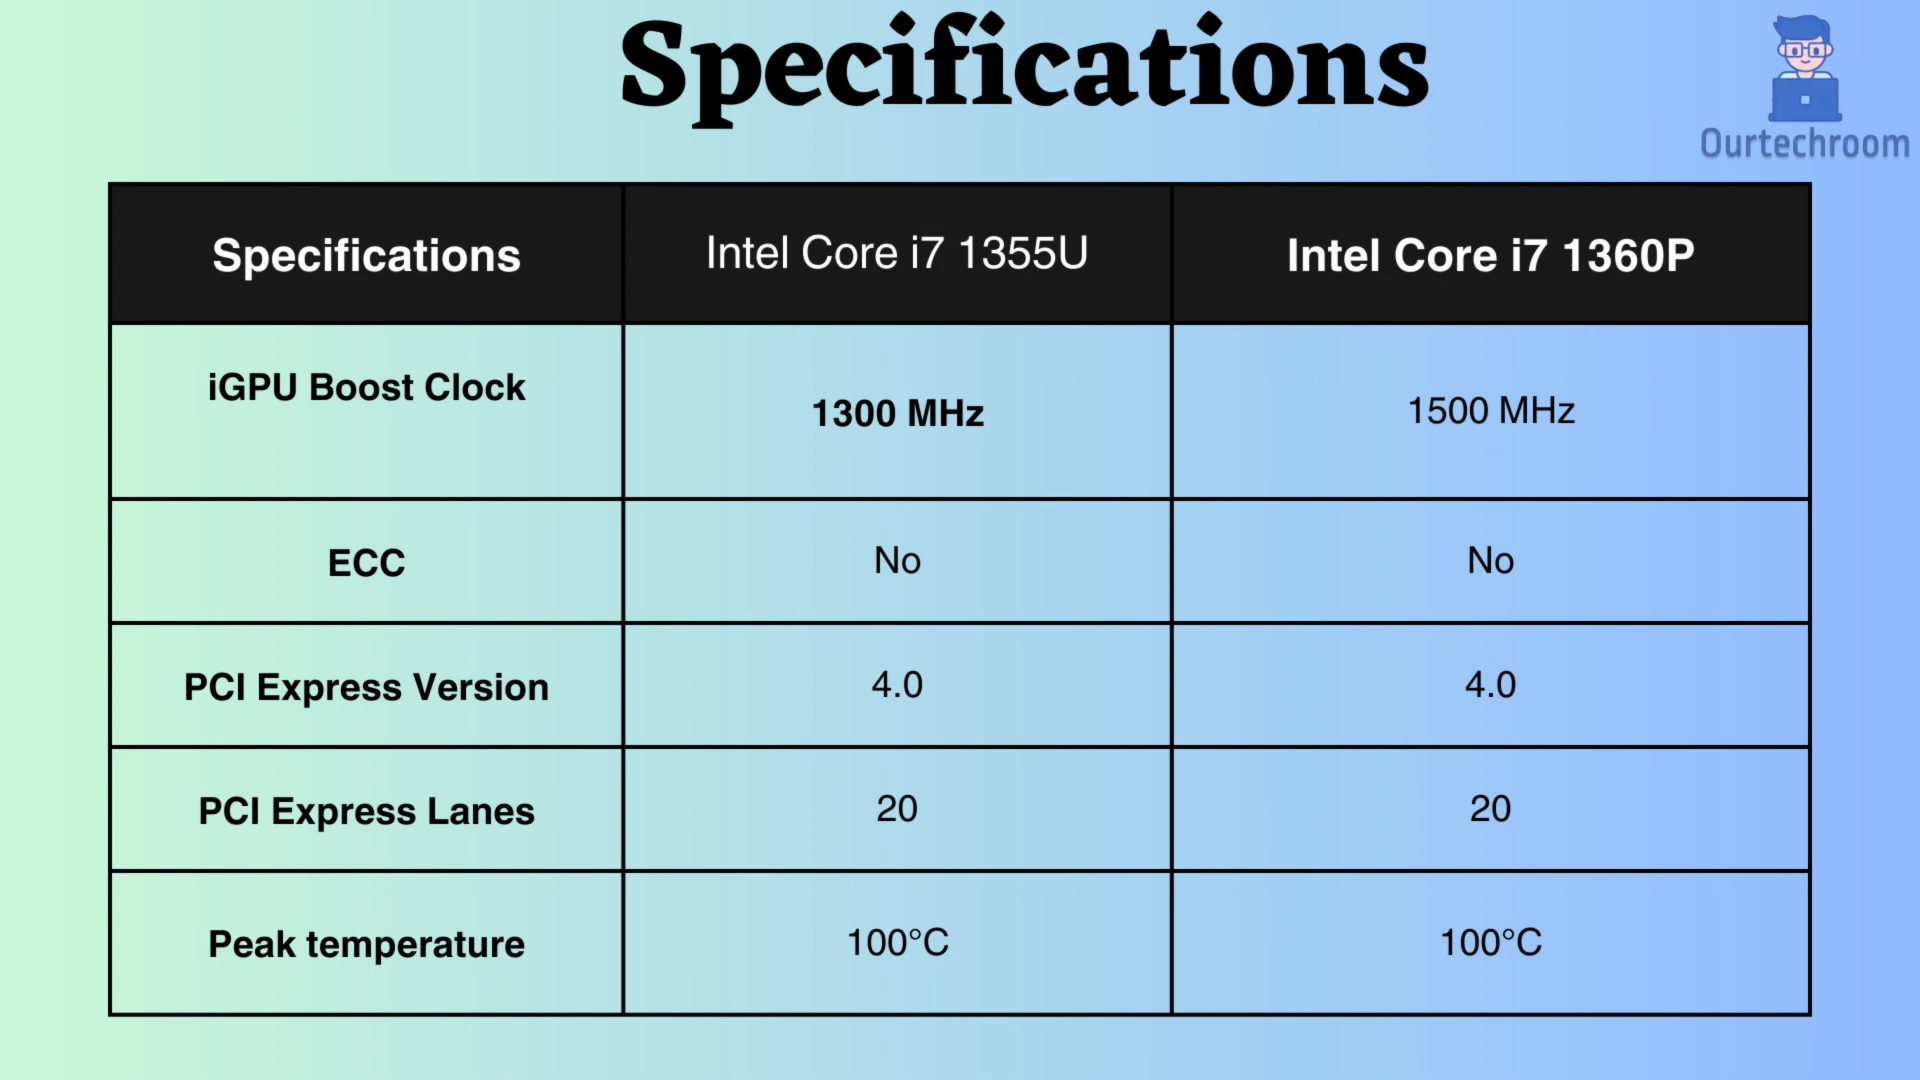 Specifications
Ourtechroom
Specifications Intel Core i7 1355U Intel Core i7 1360P
iGPU Boost Clock 1300 MHz 1500 MHz
ECC No No
PCI Express Version 4.0 4.0
PCI Express Lanes 20 20
Peak temperature 100°C 100°C